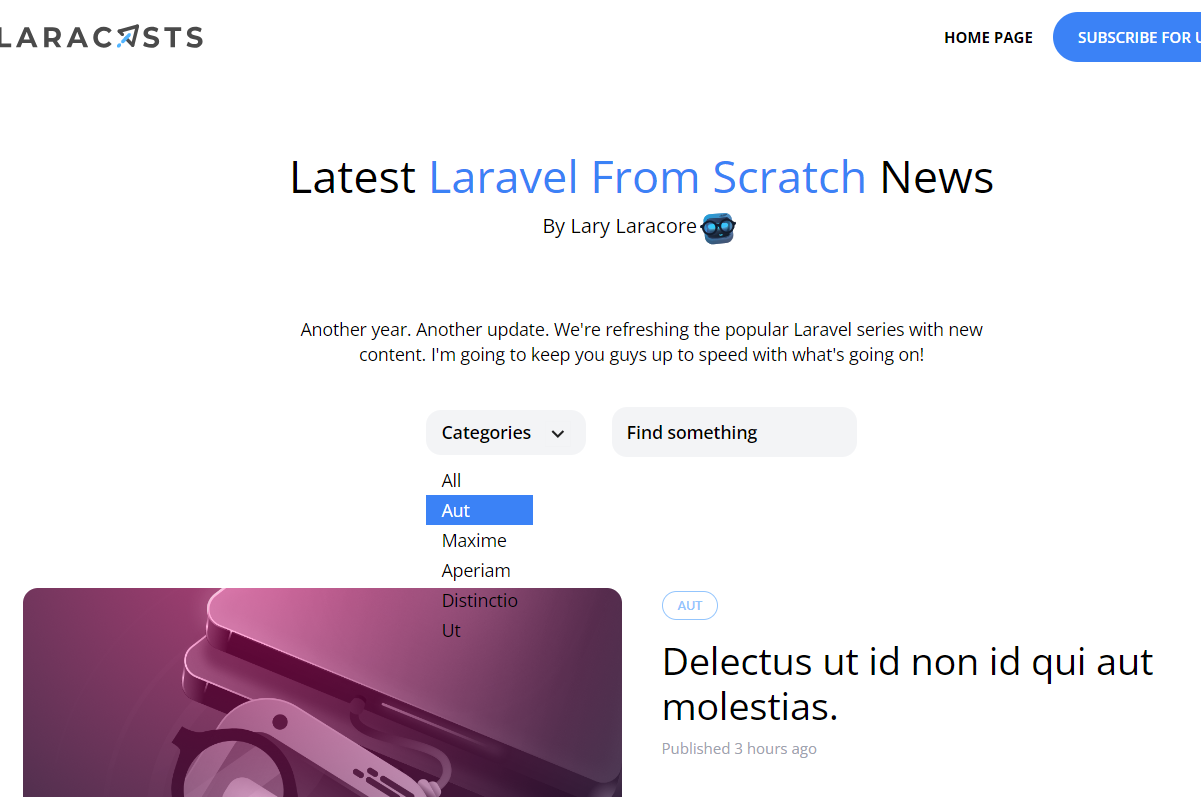 LARACASTS
HOME PAGE
SUBSCRIBE FOR
Latest Laravel From Scratch News
By Lary Laracore
Another year. Another update. We're refreshing the popular Laravel series with new
content. I'm going to keep you guys up to speed with what's going on!
Categories
Find something
All
Aut
Maxime
Aperiam
Distinctio
Ut
AUT
Delectus ut id non id qui aut
molestias.
Published 3 hours ago